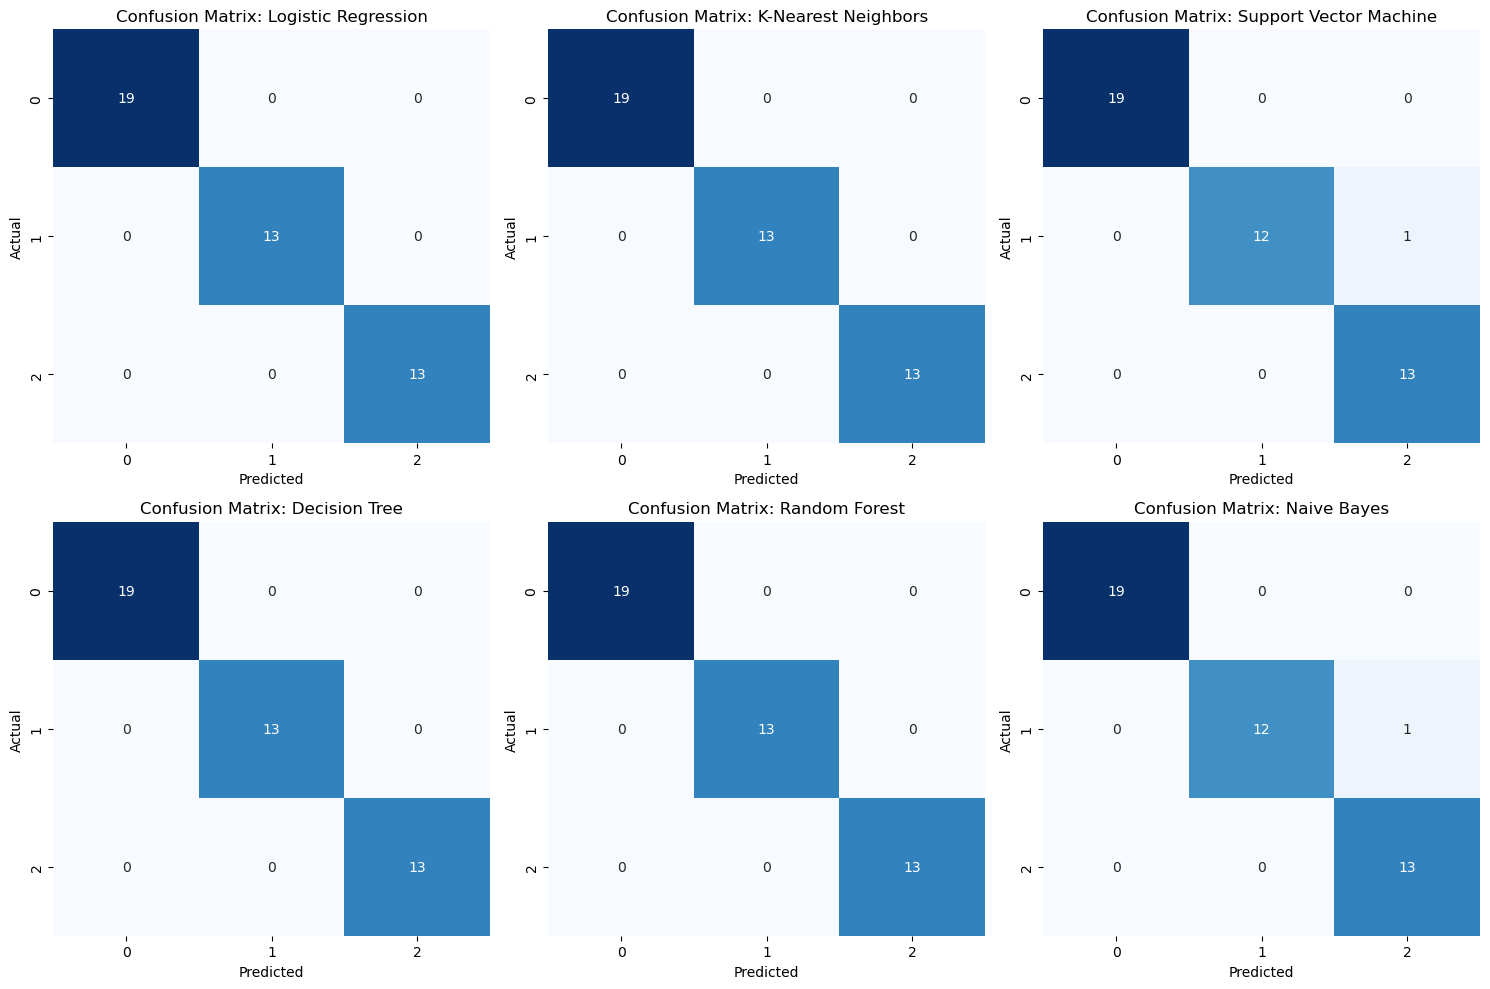 Confusion Matrix: Logistic Regression
19 0 0
0 13 0
0 0 13
0 1 2
Actual
0 1 2
Predicted
Confusion Matrix: K-Nearest Neighbors
19 0 0
0 13 0
0 0 13
0 1 2
Actual
0 1 2
Predicted
Confusion Matrix: Support Vector Machine
19 0 0
0 12 1
0 0 13
0 1 2
Actual
0 1 2
Predicted
Confusion Matrix: Decision Tree
19 0 0
0 13 0
0 0 13
0 1 2
Actual
0 1 2
Predicted
Confusion Matrix: Random Forest
19 0 0
0 13 0
0 0 13
0 1 2
Actual
0 1 2
Predicted
Confusion Matrix: Naive Bayes
19 0 0
0 12 1
0 0 13
0 1 2
Actual
0 1 2
Predicted